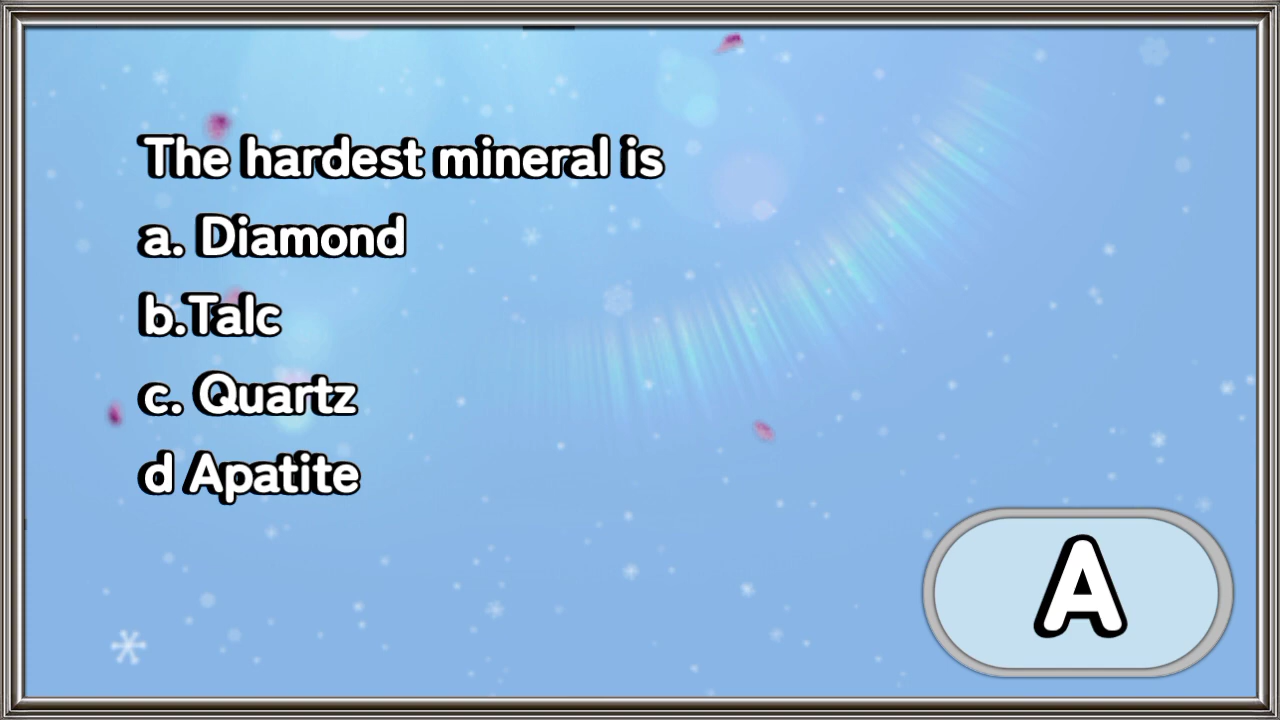 The hardest mineral is
a. Diamond
b.Talc
c. Quartz
d Apatite
A